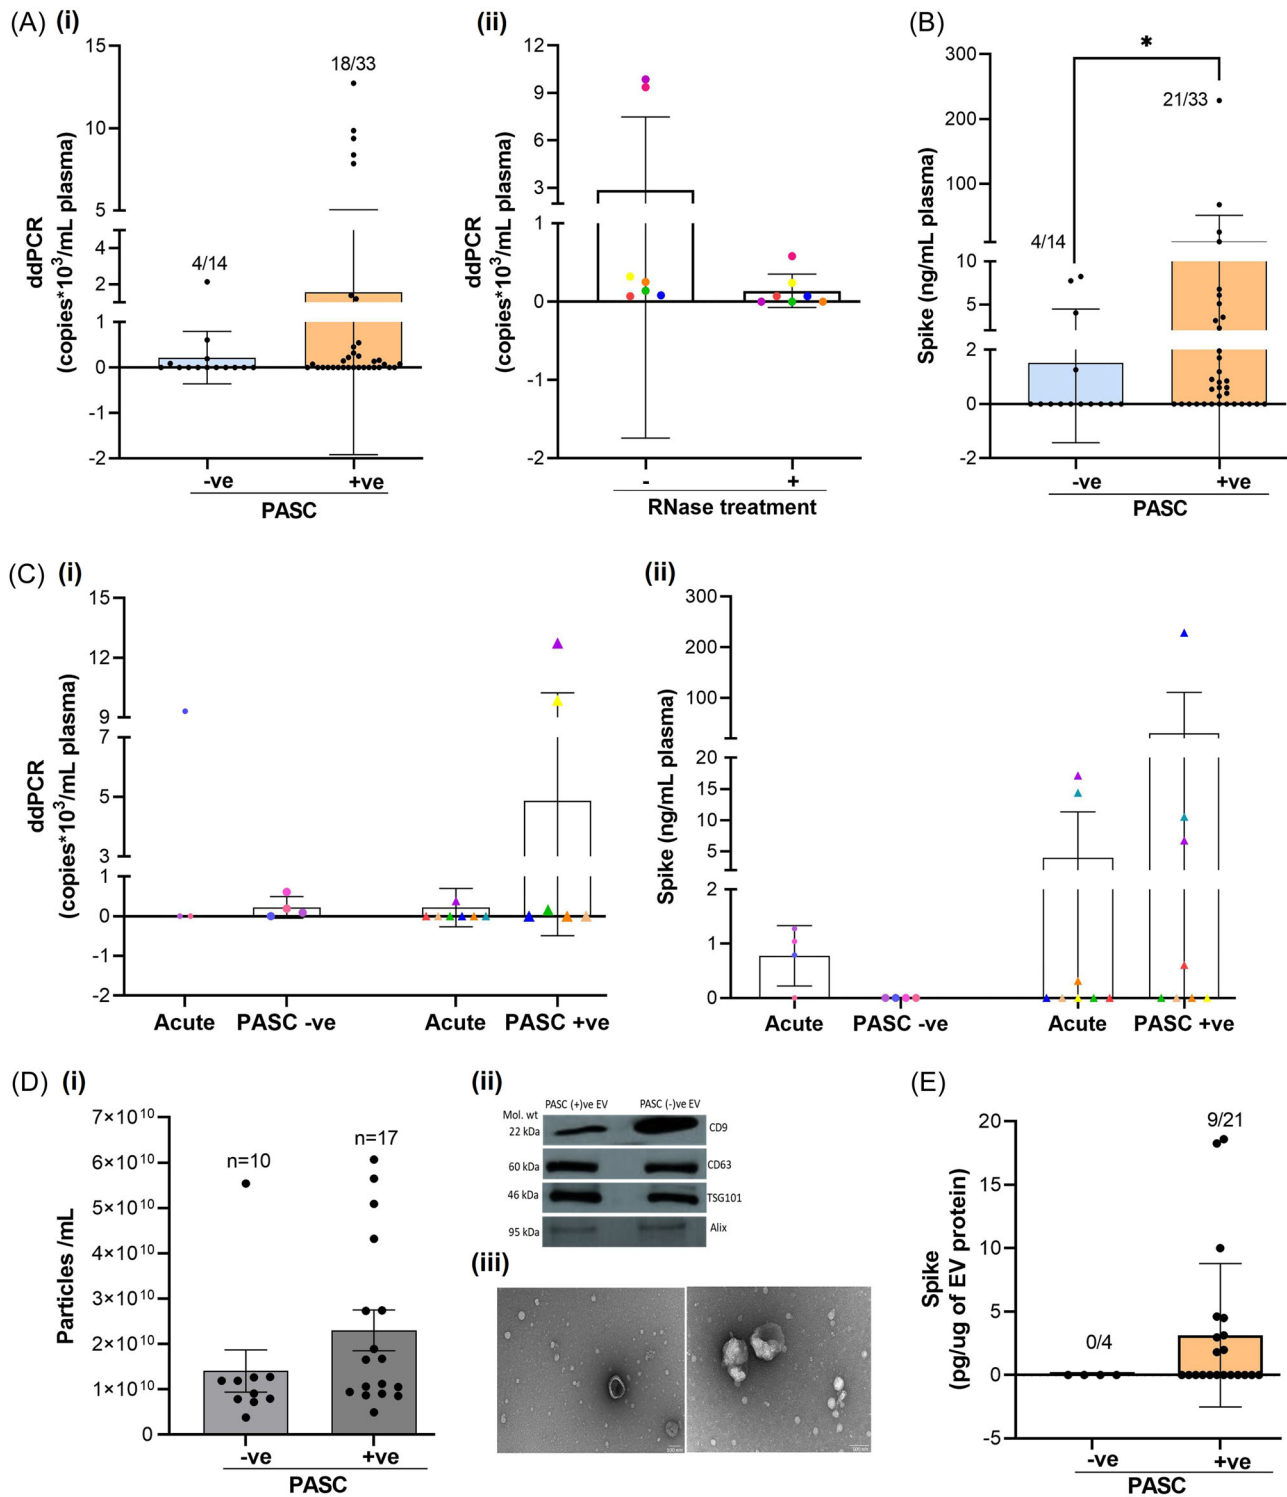 (A) (i)
15
10
5
4
2
1
0
-1
-2
ddPCR
(copies*10³/mL plasma)
4/14
18/33
-ve +ve
PASC
(ii)
12
9
6
3
1
0
-1
-2
ddPCR
(copies*10³/mL plasma)
- +
RNase treatment
(B)
300
200
100
10
5
2
0
-2
Spike (ng/mL plasma)
*
4/14
21/33
-ve +ve
PASC
(C) (i)
15
12
9
7
5
3
1
0
-1
-2
ddPCR
(copies*10³/mL plasma)
Acute PASC -ve Acute PASC +ve
(ii)
300
200
100
20
15
10
5
2
1
0
Spike (ng/mL plasma)
Acute PASC -ve Acute PASC +ve
(D) (i)
7×10¹⁰
6×10¹⁰
5×10¹⁰
4×10¹⁰
3×10¹⁰
2×10¹⁰
1×10¹⁰
0
Particles /mL
n=10
n=17
-ve +ve
PASC
(ii)
PASC (+)ve EV PASC (-)ve EV
Mol. wt
22 kDa CD9
60 kDa CD63
46 kDa TSG101
95 kDa Alix
(iii)
(E)
20
15
10
5
0
-5
Spike
(pg/ug of EV protein)
0/4
9/21
-ve +ve
PASC